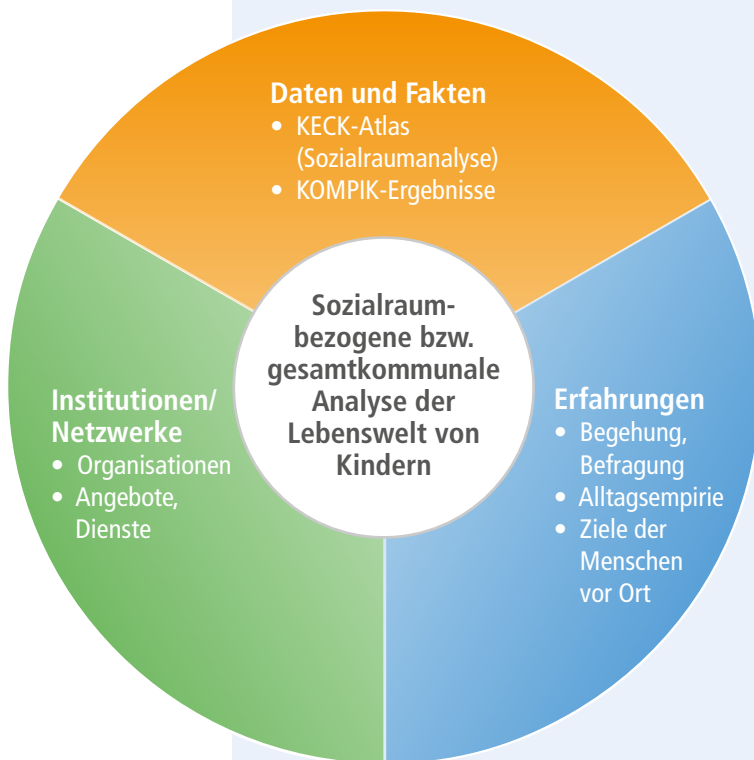 Daten und Fakten
• KECK-Atlas
(Sozialraumanalyse)
• KOMPIK-Ergebnisse
Sozialraum-
bezogene bzw.
gesamtkommunale
Analyse der
Lebenswelt von
Kindern
Institutionen/
Netzwerke
• Organisationen
• Angebote,
Dienste
Erfahrungen
• Begehung,
Befragung
• Alltagsempirie
• Ziele der
Menschen
vor Ort